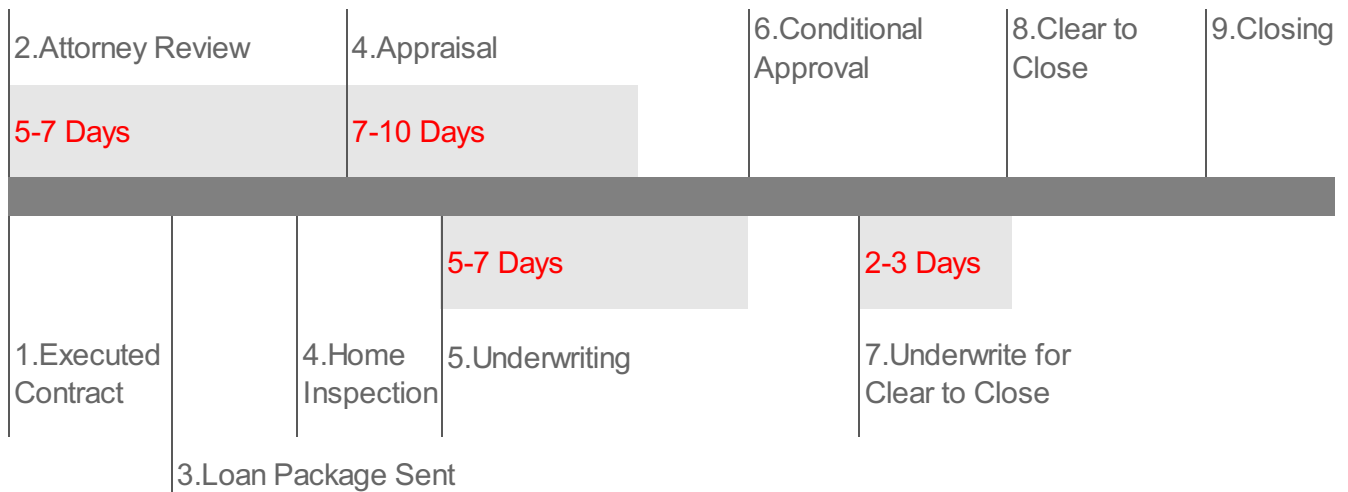 2.Attorney Review
4.Appraisal
6.Conditional
Approval
8.Clear to
Close
9.Closing
5-7 Days
7-10 Days
5-7 Days
2-3 Days
1.Executed
Contract
4.Home
Inspection
5.Underwriting
7.Underwrite for
Clear to Close
3.Loan Package Sent